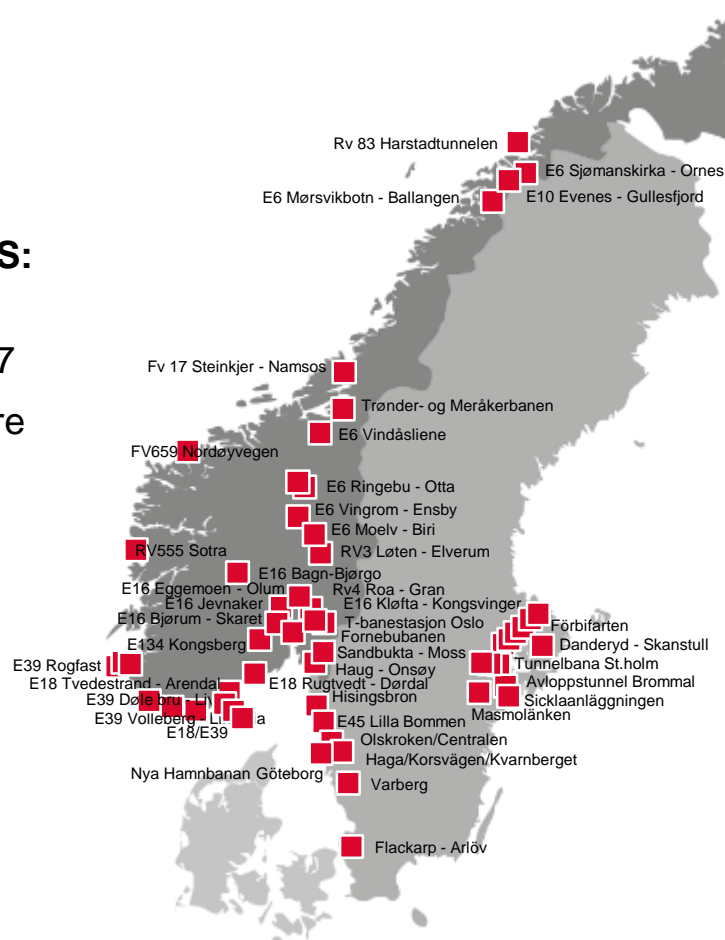 Rv 83 Harstadtunnelen
E6 Sjømanskirka - Ornes
E6 Mørsvikbotn - Ballangen
E10 Evenes - Gullesfjord
S:
7
Fv 17 Steinkjer - Namsos
re
Trønder- og Meråkerbanen
E6 Vindåsliene
FV659 Nordøyvegen
E6 Ringebu - Otta
E6 Vingrom - Ensby
E6 Moelv - Biri
RV555 Sotra
RV3 Løten - Elverum
E16 Bagn-Bjørgo
E16 Eggemoen - Olum
Rv4 Roa - Gran
E16 Jevnaker
E16 Kløfta - Kongsvinger
E16 Bjørum - Skaret
T-banestasjon Oslo
Förbifarten
Fornebubanen
E134 Kongsberg
Danderyd - Skanstull
Sandbukta - Moss
E39 Rogfast
Haug - Onsøy
Tunnelbana St.holm
E18 Tvedestrand - Arendal
E18 Rugtvedt - Dørdal
Avloppstunnel Brommal
E39 Døle bru - Liv
Hisingsbron
Sicklaanläggningen
E39 Volleberg -
Masmolänken
E18/E39
E45 Lilla Bommen
Olskroken/Centralen
Haga/Korsvägen/Kvarnberget
Nya Hamnbanan Göteborg
Varberg
Flackarp - Arlöv